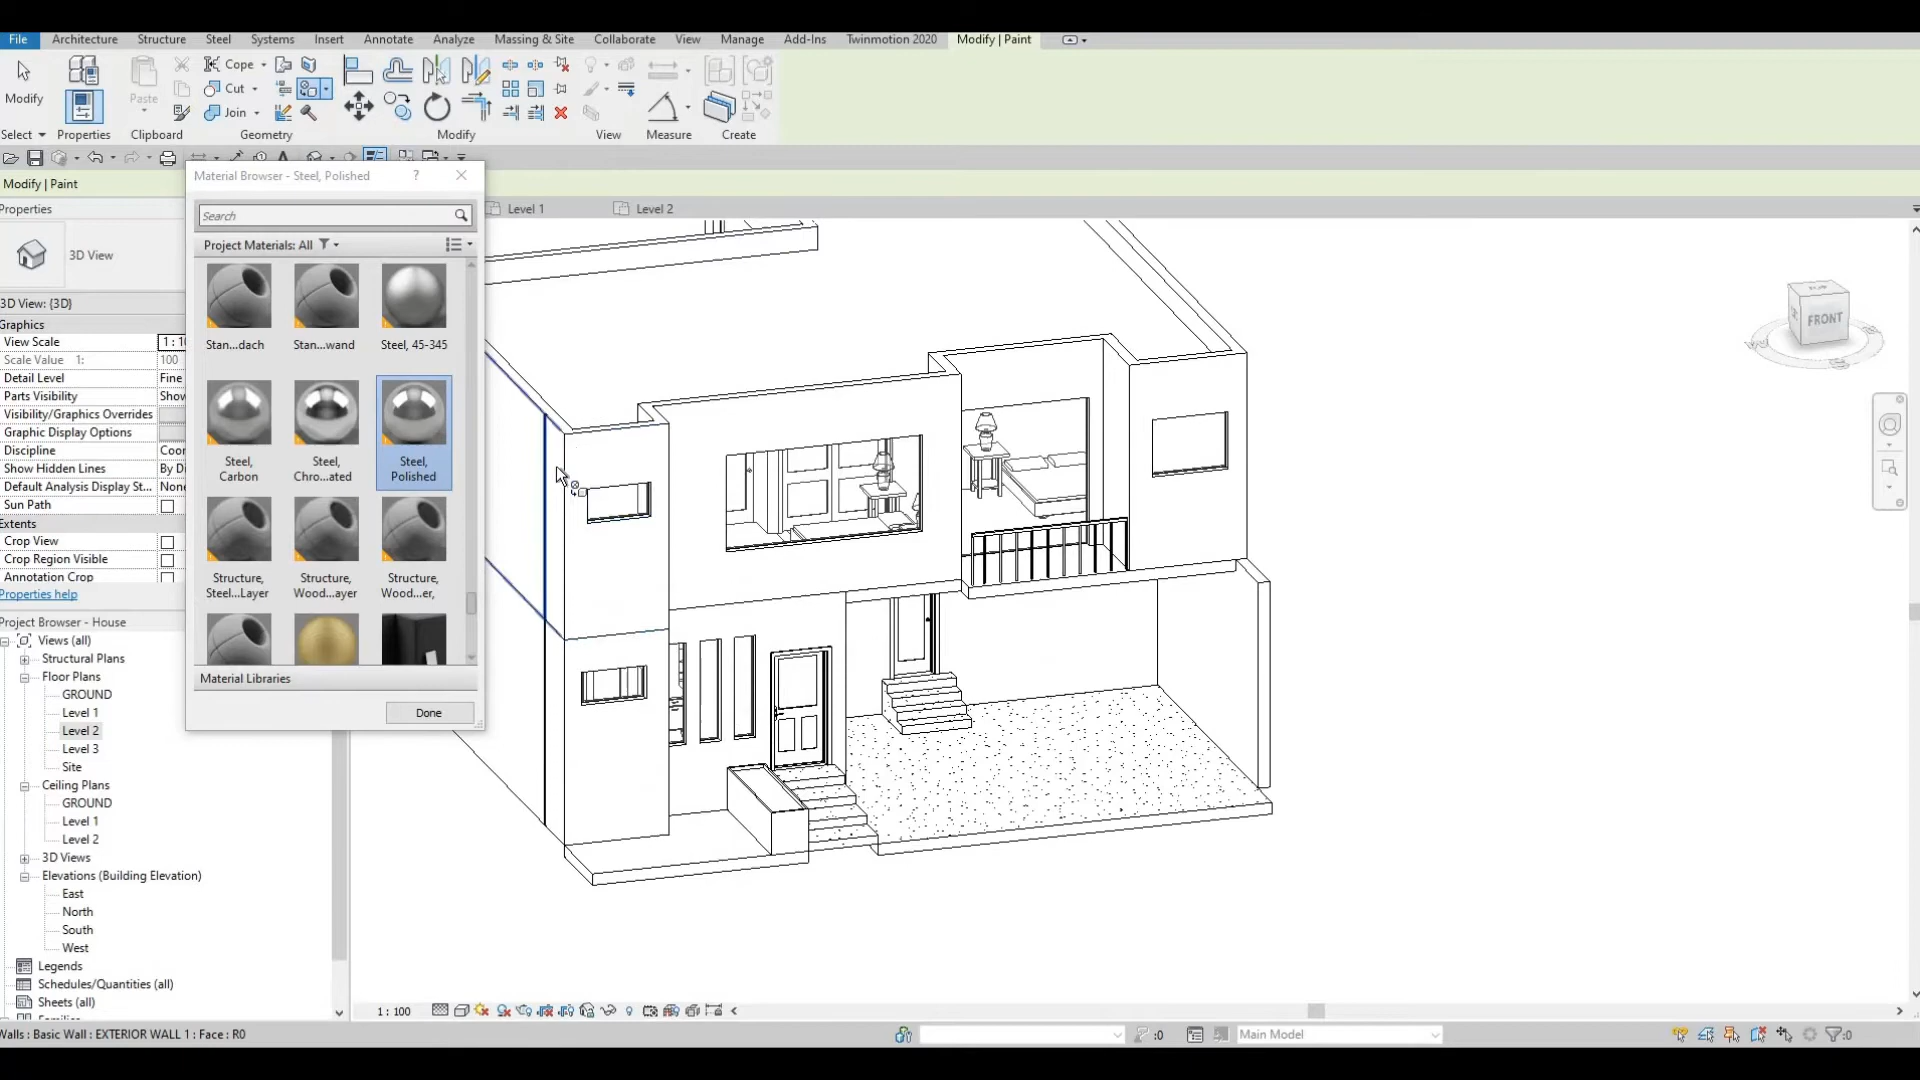 File Architecture Structure Steel Systems Insert Annotate Analyze Massing & Site Collaborate View Manage Add-Ins Twinmotion 2020 Modify | Paint
Modify Paste Cope Cut Join
Select Properties Clipboard Geometry Modify View Measure Create
Modify | Paint
Properties
3D View
3D View: {3D}
Graphics
View Scale 1 : 10
Scale Value 1: 100
Detail Level Fine
Parts Visibility Show
Visibility/Graphics Overrides
Graphic Display Options
Discipline Coor
Show Hidden Lines By Di
Default Analysis Display St... None
Sun Path
Extents
Crop View
Crop Region Visible
Annotation Crop
Properties help
Project Browser - House
Views (all)
Structural Plans
Floor Plans
GROUND
Level 1
Level 2
Level 3
Site
Ceiling Plans
GROUND
Level 1
Level 2
3D Views
Elevations (Building Elevation)
East
North
South
West
Legends
Schedules/Quantities (all)
Sheets (all)
Material Browser - Steel, Polished ?
Search
Project Materials: All
Stan...dach Stan...wand Steel, 45-345
Steel, Carbon
Steel, Chro...ated
Steel, Polished
Structure, Steel...Layer
Structure, Wood...ayer
Structure, Wood...er,
Material Libraries
Done
Level 1 Level 2
FRONT
1 : 100
Walls : Basic Wall : EXTERIOR WALL 1 : Face : R0
:0
Main Model
:0